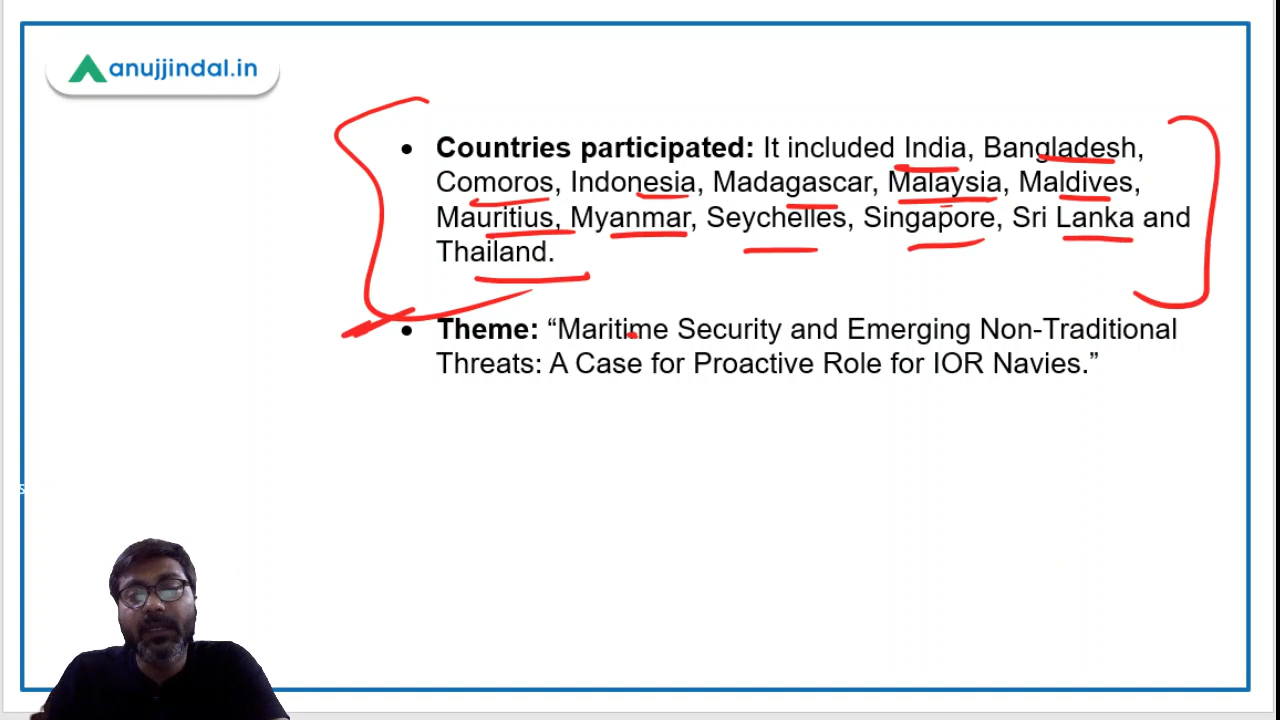 anujjindal.in
• Countries participated: It included India, Bangladesh,
Comoros, Indonesia, Madagascar, Malaysia, Maldives,
Mauritius, Myanmar, Seychelles, Singapore, Sri Lanka and
Thailand.
• Theme: “Maritime Security and Emerging Non-Traditional
Threats: A Case for Proactive Role for IOR Navies.”